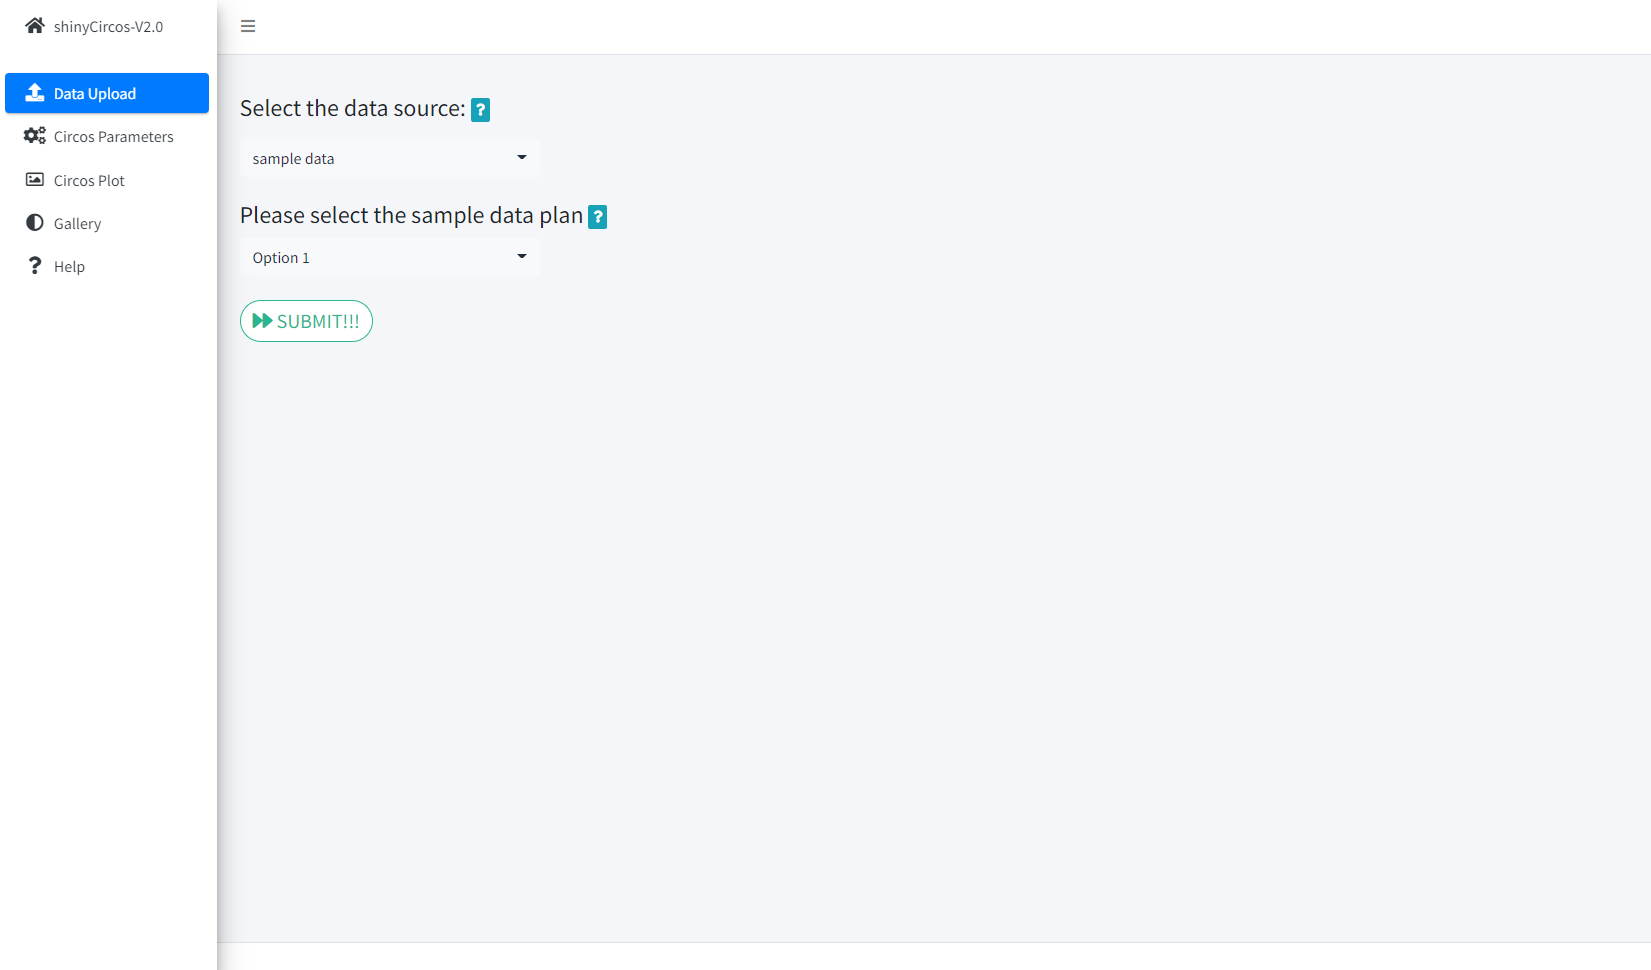 shinyCircos-V2.0
Data Upload
Circos Parameters
Circos Plot
Gallery
Help
Select the data source: ?
sample data
Please select the sample data plan ?
Option 1
SUBMIT!!!